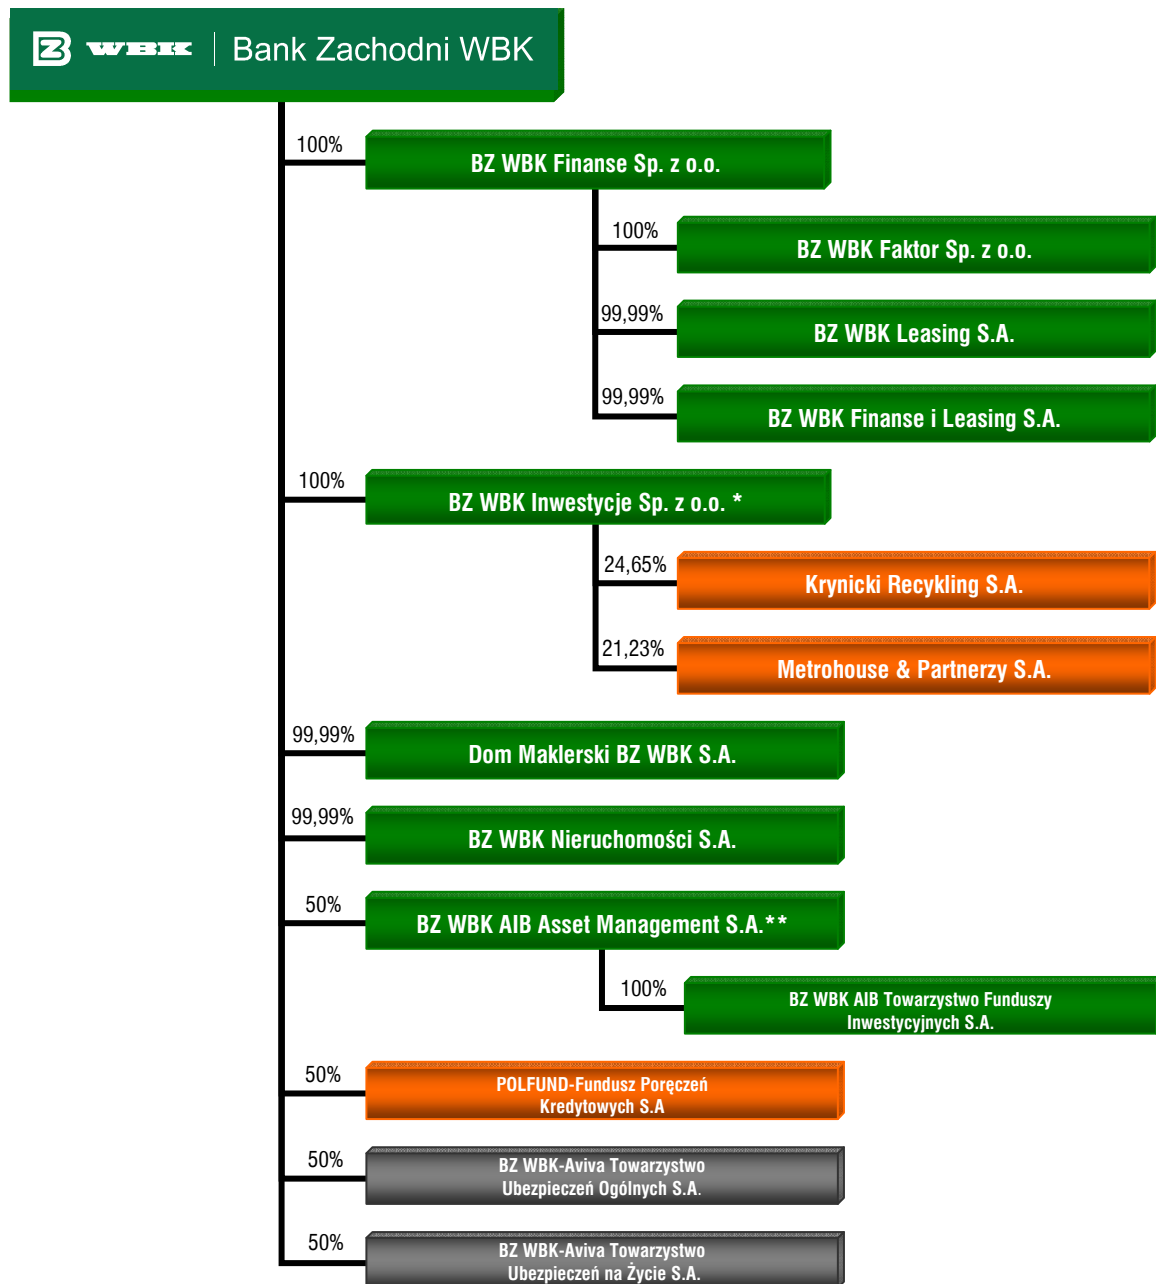 B WBK | Bank Zachodni WBK
100%
BZ WBK Finanse Sp. z o.o.
100%
BZ WBK Faktor Sp. z o.o.
99,99%
BZ WBK Leasing S.A.
99,99%
BZ WBK Finanse i Leasing S.A.
100%
BZ WBK Inwestycje Sp. z o.o. *
24,65%
Krynicki Recykling S.A.
21,23%
Metrohouse & Partnerzy S.A.
99,99%
Dom Maklerski BZ WBK S.A.
99,99%
BZ WBK Nieruchomości S.A.
50%
BZ WBK AIB Asset Management S.A.**
100%
BZ WBK AIB Towarzystwo Funduszy
Inwestycyjnych S.A.
50%
POLFUND-Fundusz Poręczeń
Kredytowych S.A
50%
BZ WBK-Aviva Towarzystwo
Ubezpieczeń Ogólnych S.A.
50%
BZ WBK-Aviva Towarzystwo
Ubezpieczeń na Życie S.A.